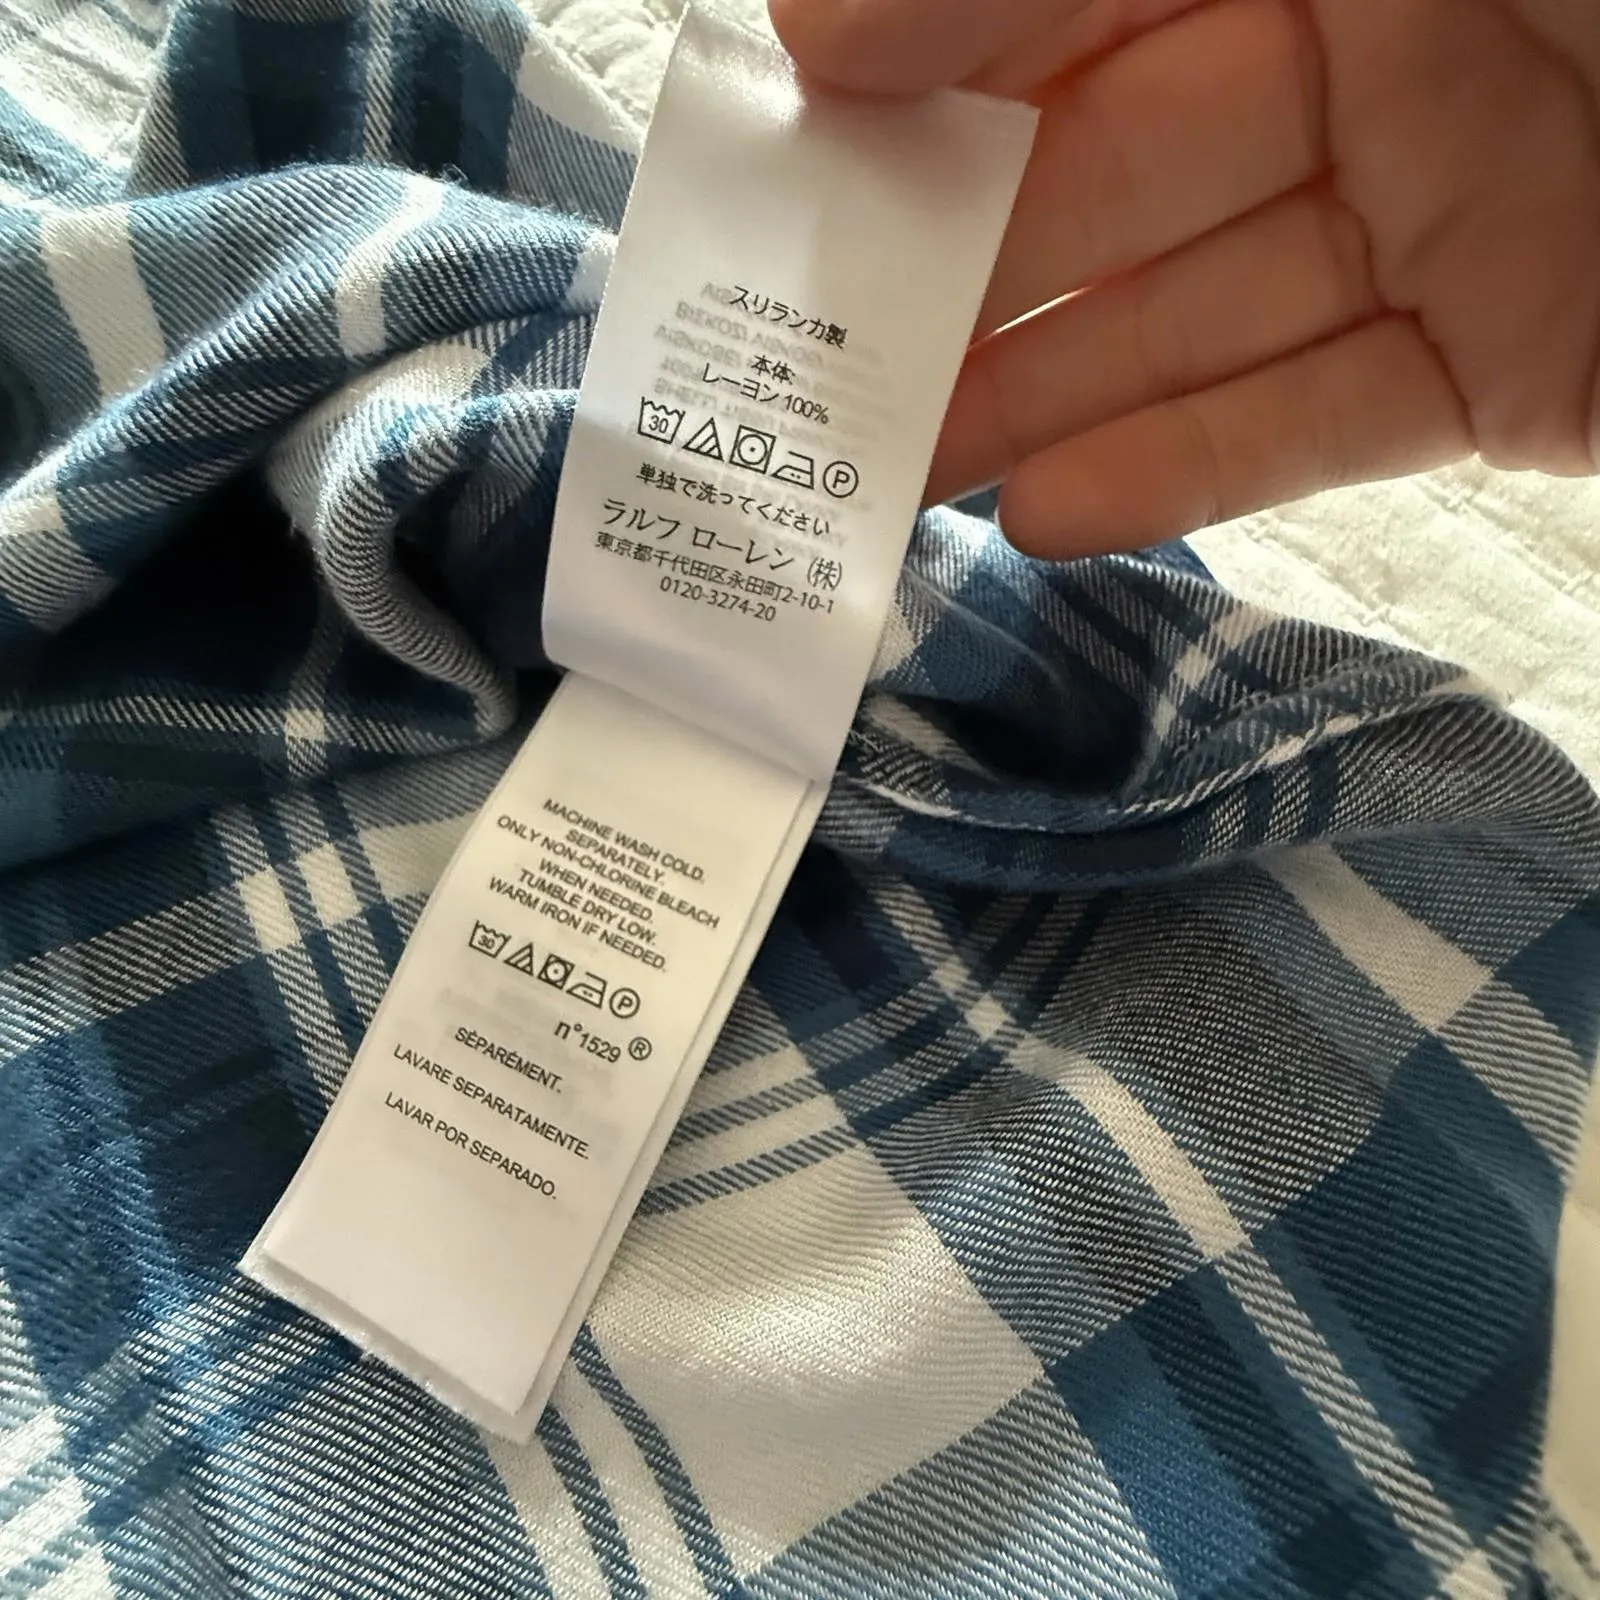 スリランカ製
本体:
レーヨン 100%
30 P
単独で洗ってください
ラルフ ローレン (株)
東京都千代田区永田町2-10-1
0120-3274-20
MACHINE WASH COLD.
SEPARATELY.
ONLY NON-CHLORINE BLEACH
WHEN NEEDED.
TUMBLE DRY LOW.
WARM IRON IF NEEDED.
30 P
n°1529 ®
SÉPARÉMENT.
LAVARE SEPARATAMENTE.
LAVAR POR SEPARADO.